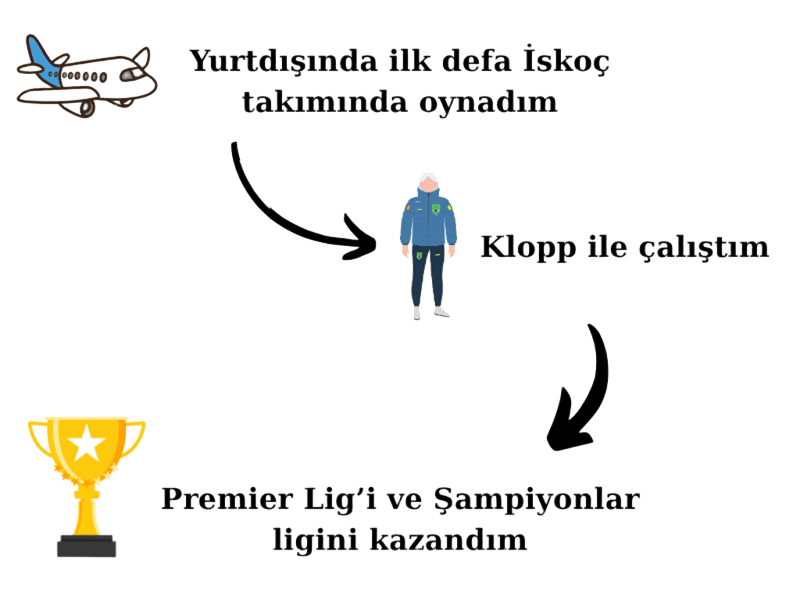 Yurtdışında ilk defa İskoç
takımında oynadım
Klopp ile çalıştım
Premier Lig’i ve Şampiyonlar
ligini kazandım